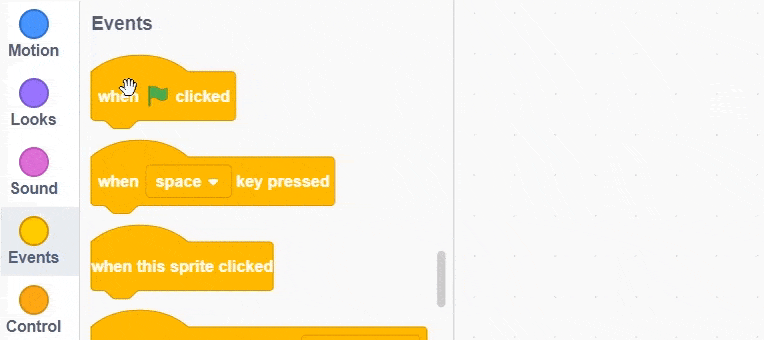 Motion
Looks
Sound
Events
Control
Events
when clicked
when space key pressed
when this sprite clicked